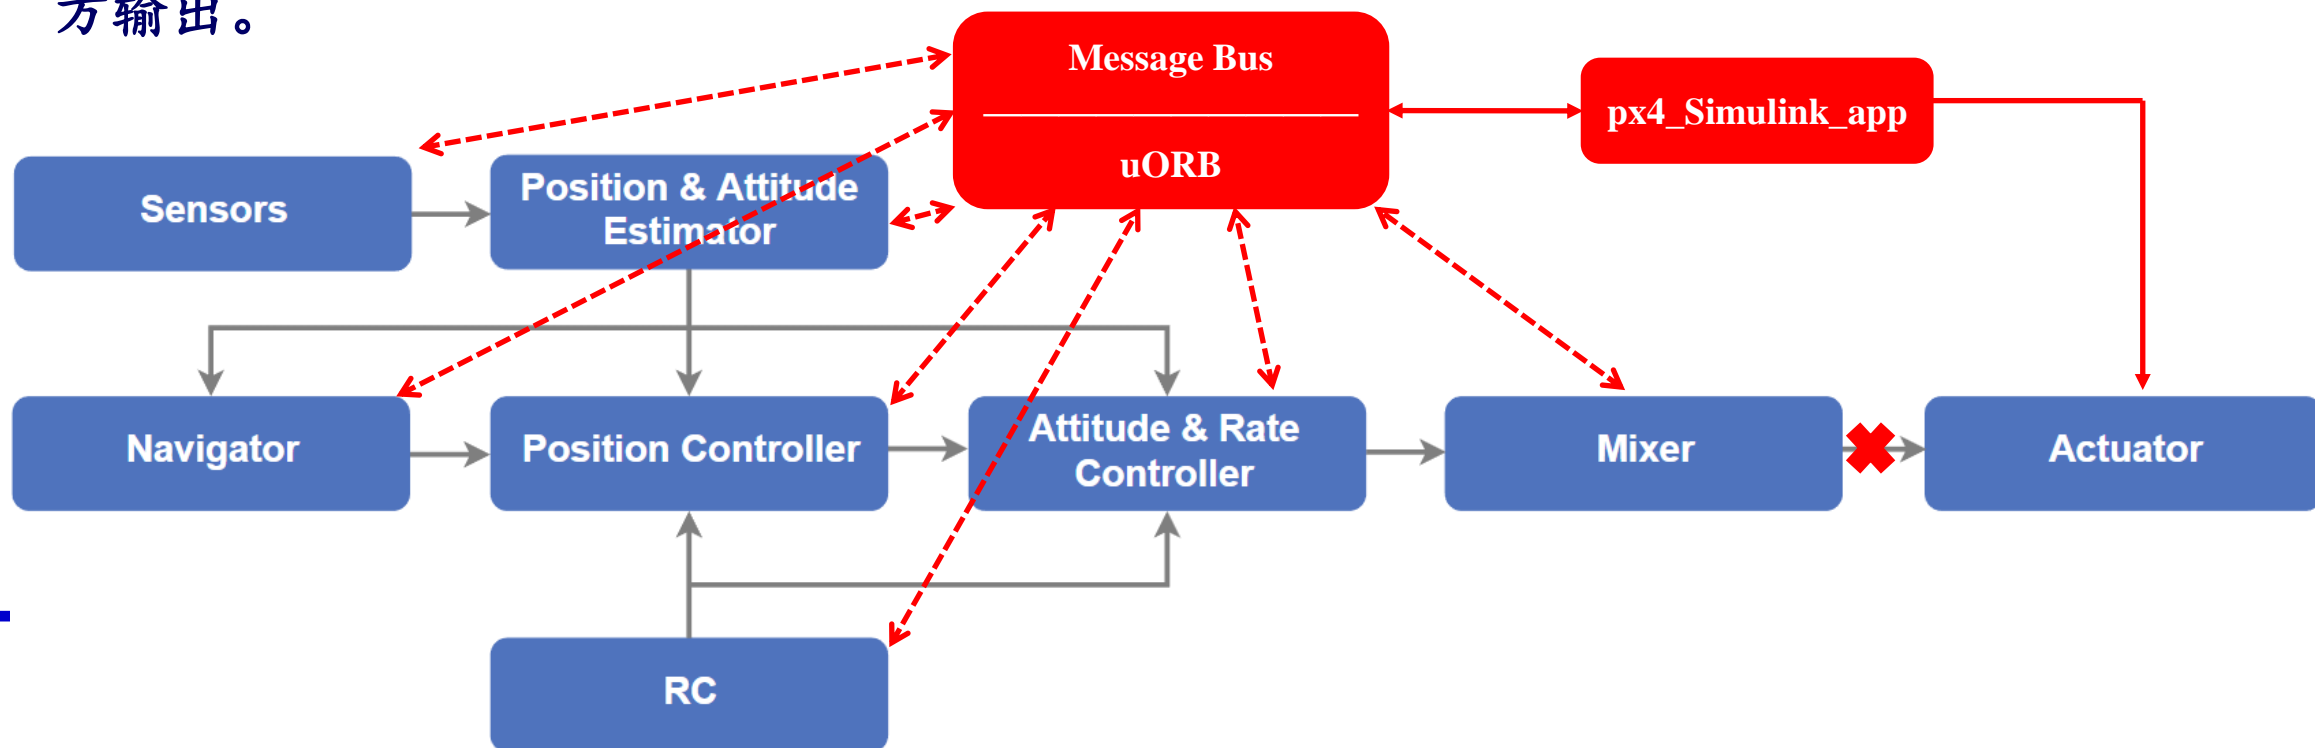 方输出。
Message Bus
uORB
px4_Simulink_app
Sensors
Position & Attitude
Estimator
Navigator
Position Controller
Attitude & Rate
Controller
Mixer
Actuator
RC